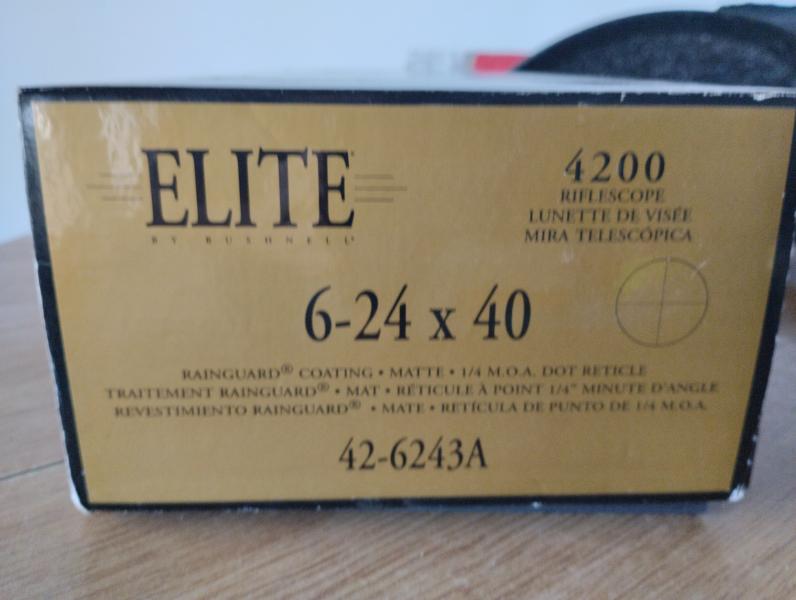 ELITE
BY BUSHNELL
4200
RIFLESCOPE
LUNETTE DE VISÉE
MIRA TELESCÓPICA
6-24 x 40
RAINGUARD® COATING • MATTE • 1/4 M.O.A. DOT RETICLE
TRAITEMENT RAINGUARD® • MAT • RÉTICULE À POINT 1/4" MINUTE D'ANGLE
REVESTIMIENTO RAINGUARD® • MATE • RETÍCULA DE PUNTO DE 1/4 M.O.A.
42-6243A